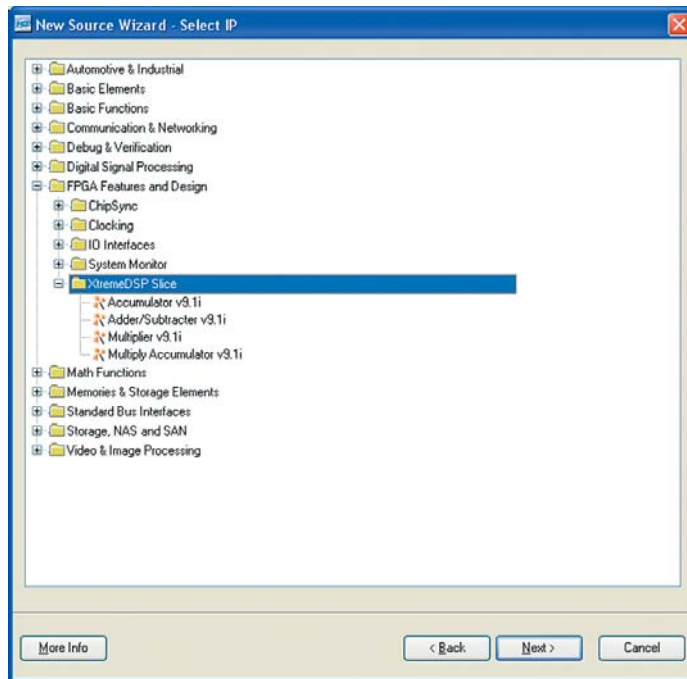 New Source Wizard - Select IP
Automotive & Industrial
Basic Elements
Basic Functions
Communication & Networking
Debug & Verification
Digital Signal Processing
FPGA Features and Design
ChipSync
Clocking
IO Interfaces
System Monitor
XtremeDSP Slice
Accumulator v9.1i
Adder/Subtracter v9.1i
Multiplier v9.1i
Multiply Accumulator v9.1i
Math Functions
Memories & Storage Elements
Standard Bus Interfaces
Storage, NAS and SAN
Video & Image Processing
More Info
< Back
Next >
Cancel